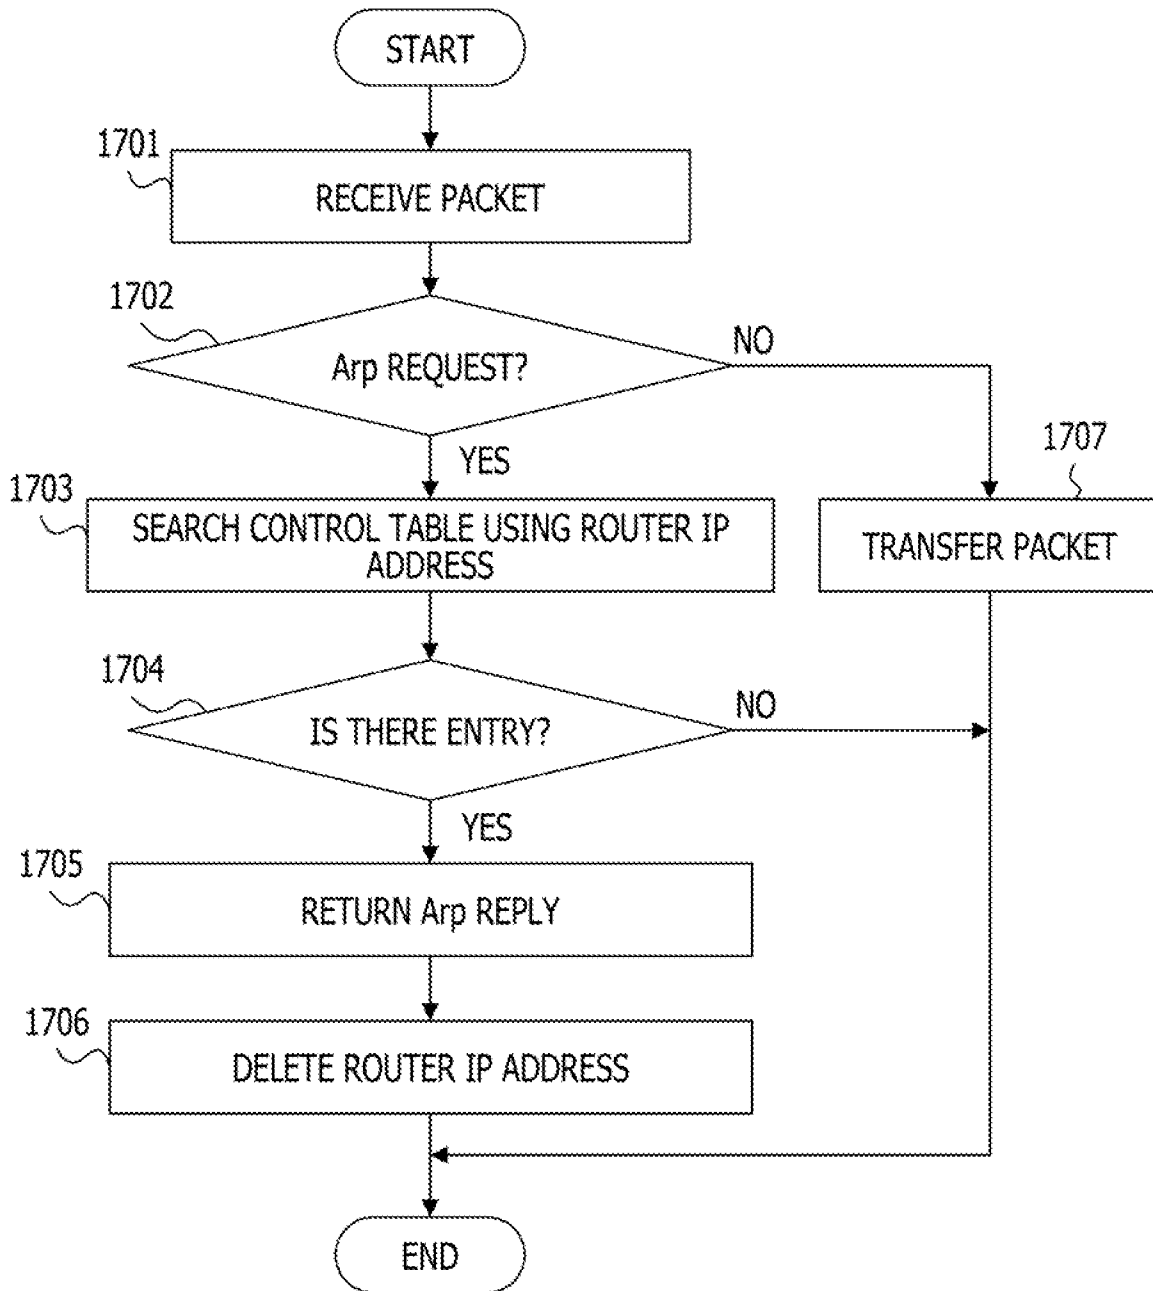 START
1701
RECEIVE PACKET
1702
Arp REQUEST?
NO
YES
1703
SEARCH CONTROL TABLE USING ROUTER IP
ADDRESS
1707
TRANSFER PACKET
1704
IS THERE ENTRY?
NO
YES
1705
RETURN Arp REPLY
1706
DELETE ROUTER IP ADDRESS
END